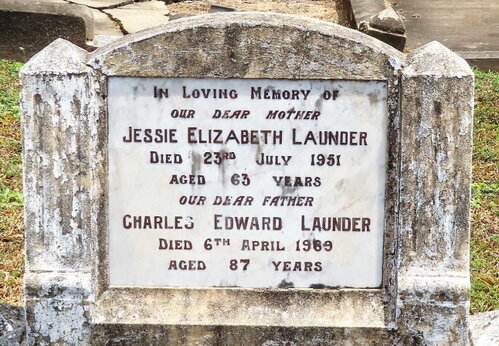 In Loving Memory of
our dear mother
Jessie Elizabeth Launder
Died 23rd July 1951
aged 63 years
our dear father
Charles Edward Launder
Died 6th April 1969
aged 87 years